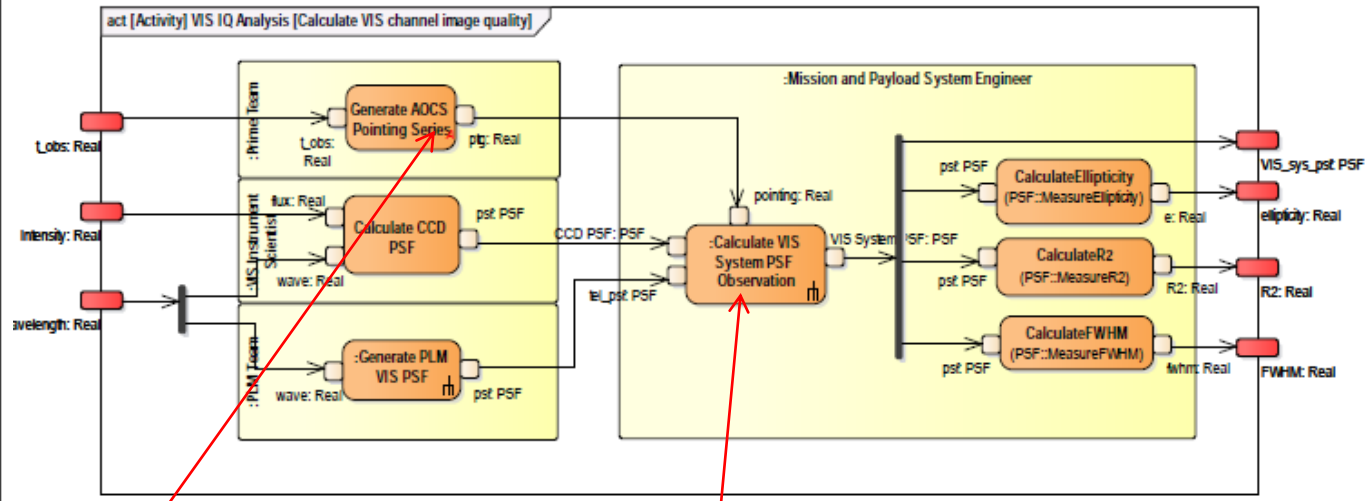 act [Activity] VIS IQ Analysis [Calculate VIS channel image quality]
:Prime Team
Generate AOCS
Pointing Series
t_obs: Real
t_obs:
Real
ptg: Real
:Mission and Payload System Engineer
VIS_sys_psf: PSF
psf: PSF
CalculateEllipticity
(PSF::MeasureEllipticity)
e: Real
ellipticity: Real
pointing: Real
:VIS Instrument
Scientist
flux: Real
Intensity: Real
Calculate CCD
PSF
psf: PSF
wave: Real
CCD PSF: PSF
:Calculate VIS
System PSF
Observation
VIS System PSF: PSF
CalculateR2
(PSF::MeasureR2)
psf: PSF
R2: Real
R2: Real
tel_psf: PSF
avelength: Real
:PLM Team
:Generate PLM
VIS PSF
wave: Real
psf: PSF
CalculateFWHM
(PSF::MeasureFWHM)
psf: PSF
fwhm: Real
FWHM: Real